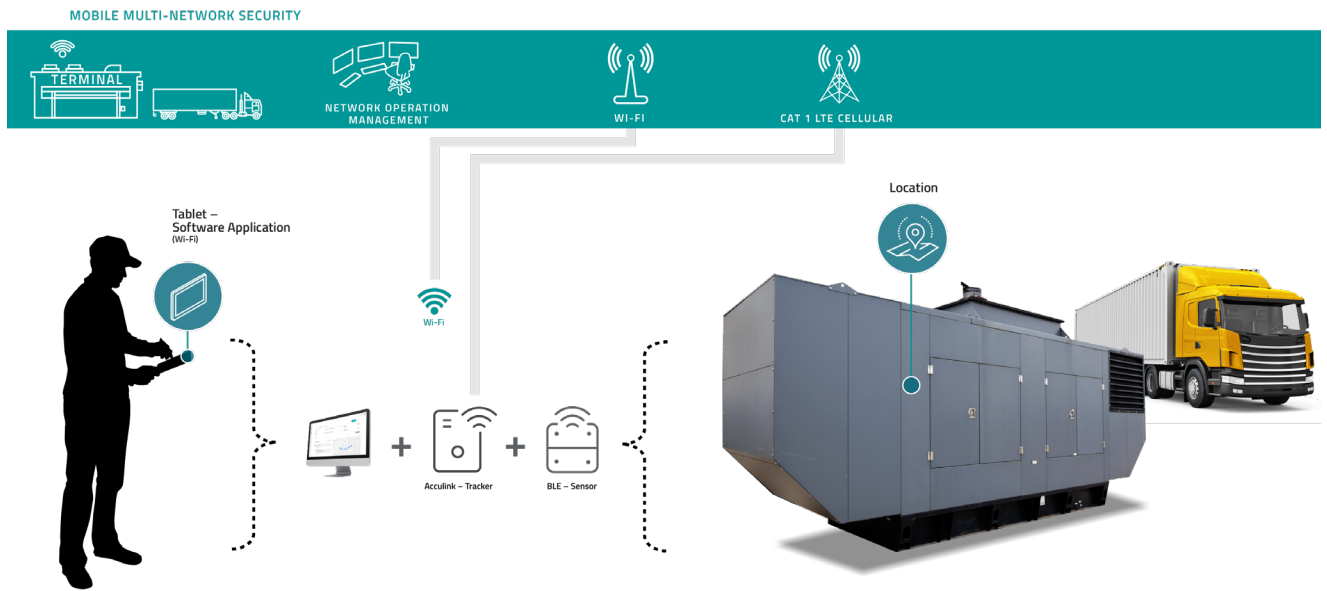 MOBILE MULTI-NETWORK SECURITY
TERMINAL
NETWORK OPERATION
MANAGEMENT
WI-FI
CAT 1 LTE CELLULAR
Location
Tablet –
Software Application
(Wi-Fi)
Wi-Fi
Acculink – Tracker
BLE – Sensor